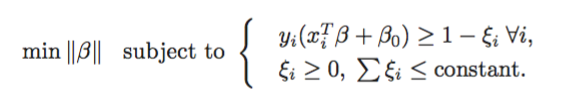 min ||β|| subject to { yᵢ(xᵢᵀβ + β₀) ≥ 1 − ξᵢ ∀i,
ξᵢ ≥ 0, ∑ξᵢ ≤ constant.